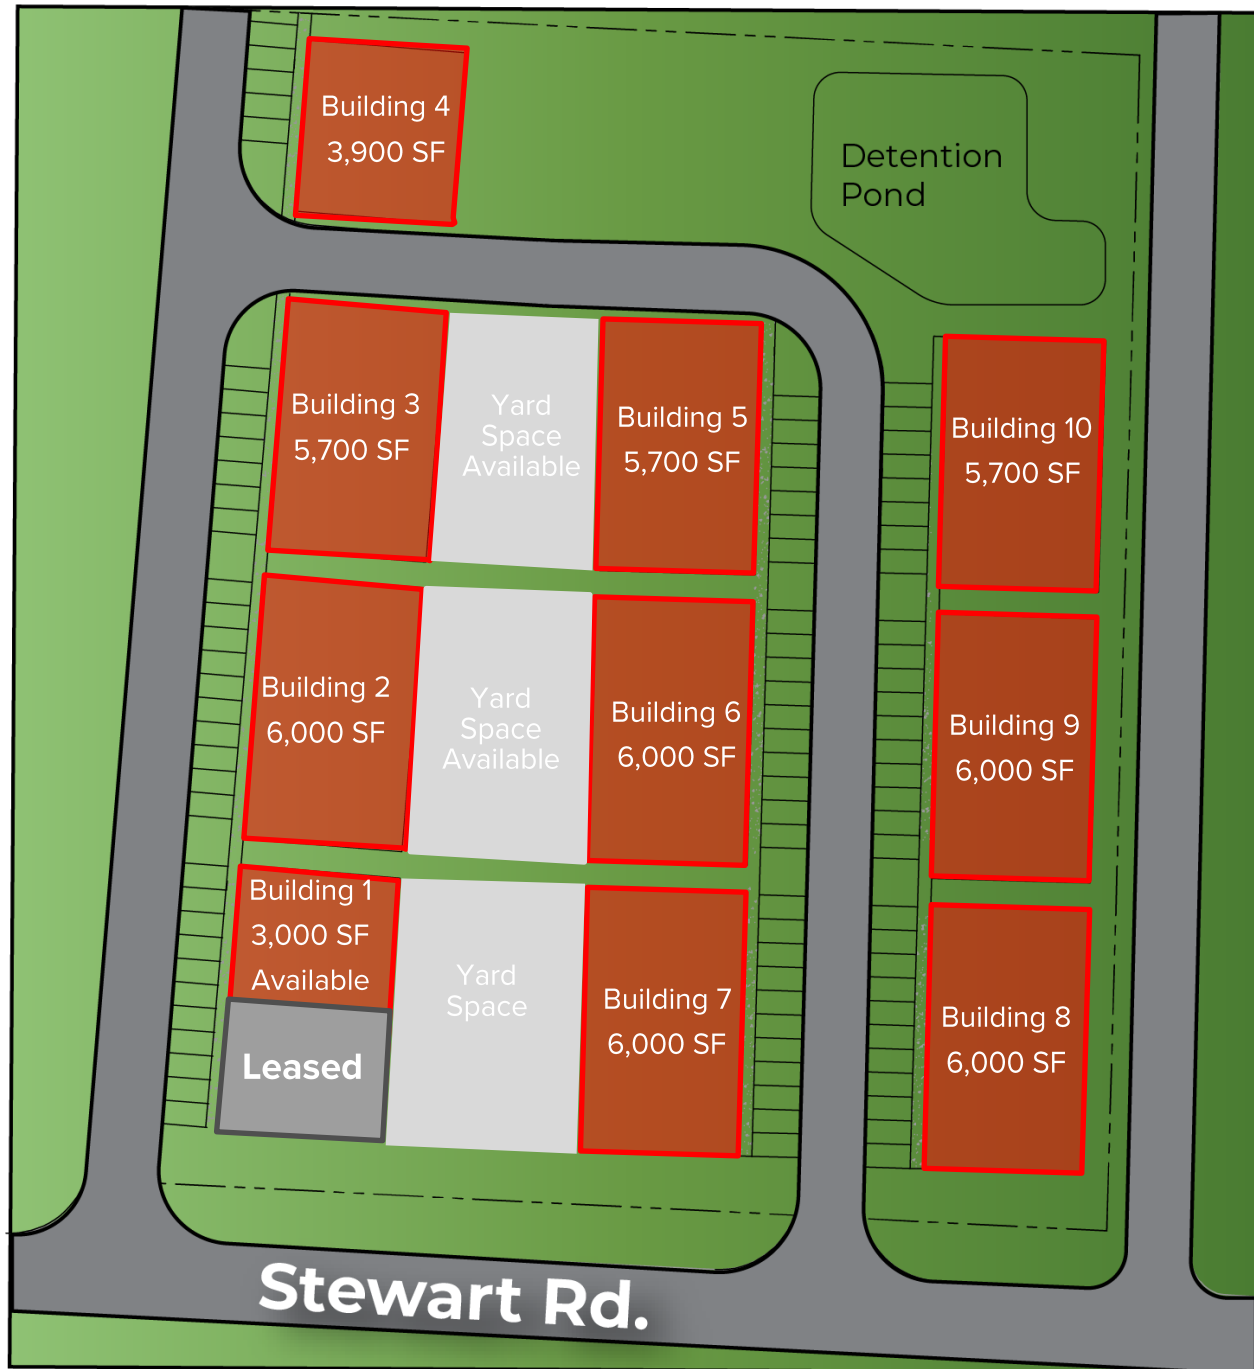 Building 4
3,900 SF
Detention
Pond
Building 3
5,700 SF
Yard
Space
Available
Building 5
5,700 SF
Building 10
5,700 SF
Building 2
6,000 SF
Yard
Space
Available
Building 6
6,000 SF
Building 9
6,000 SF
Building 1
3,000 SF
Available
Leased
Yard
Space
Building 7
6,000 SF
Building 8
6,000 SF
Stewart Rd.